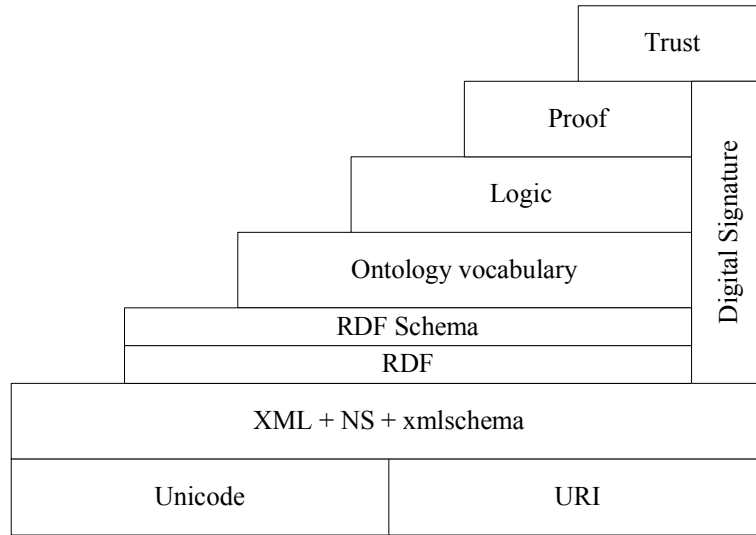 Trust
Proof
Digital Signature
Logic
Ontology vocabulary
RDF Schema
RDF
XML + NS + xmlschema
Unicode
URI